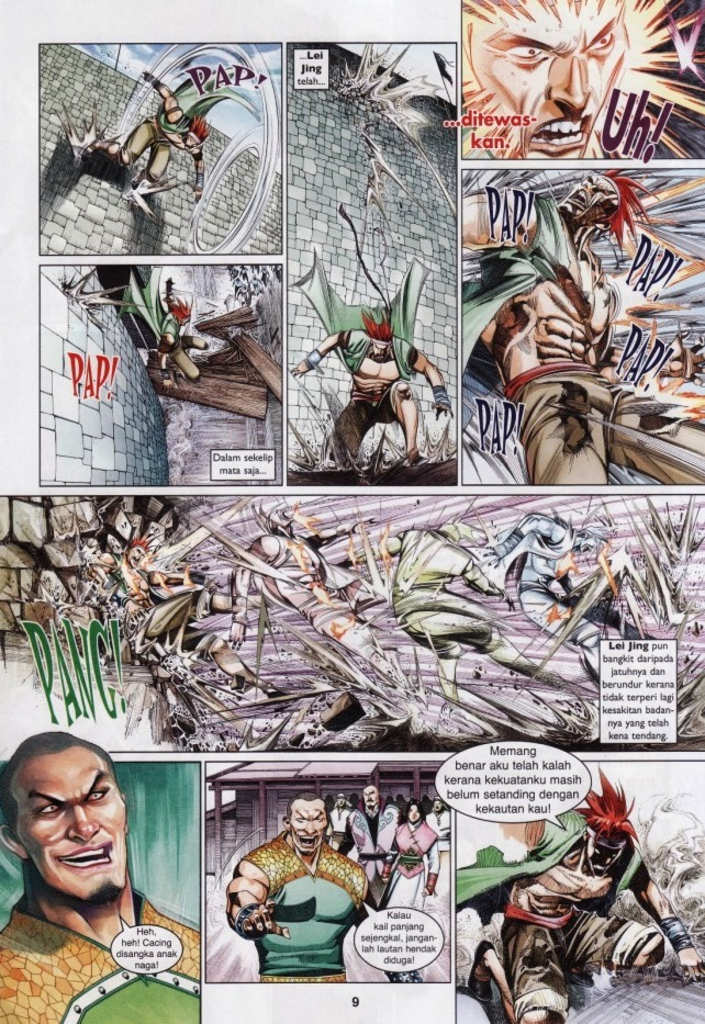 PAP!
...Lei
Jing
telah...
...ditewas-
kan.
Uh!
PAP!
Dalam sekelip
mata saja...
PAP!
PAP!
PAP!
PAP!
PANG!
Lei Jing pun
bangkit daripada
jatuhnya dan
berundur kerana
tidak terperi lagi
kesakitan badan-
nya yang telah
kena tendang.
Heh,
heh! Cacing
disangka anak
naga!
Kalau
kail panjang
sejengkal, jangan-
lah lautan hendak
diduga!
Memang
benar aku telah kalah
kerana kekuatanku masih
belum setanding dengan
kekautan kau!
9